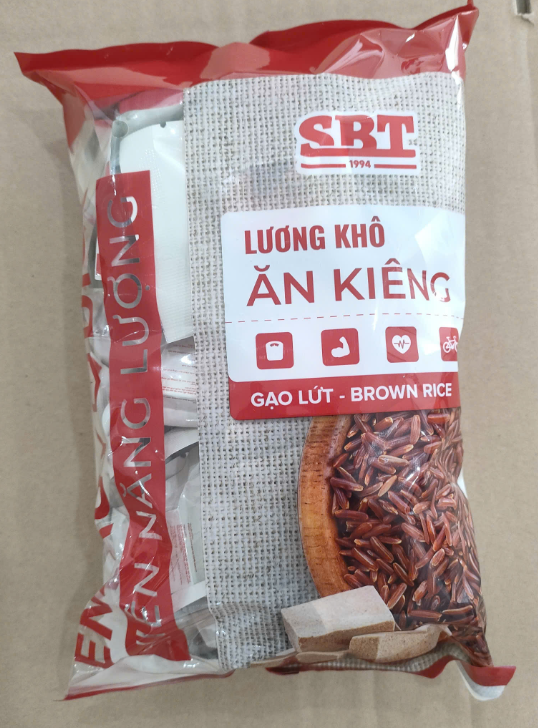 SBT
1994
LƯƠNG KHÔ
ĂN KIÊNG
GẠO LỨT - BROWN RICE
NĂNG LƯỢNG